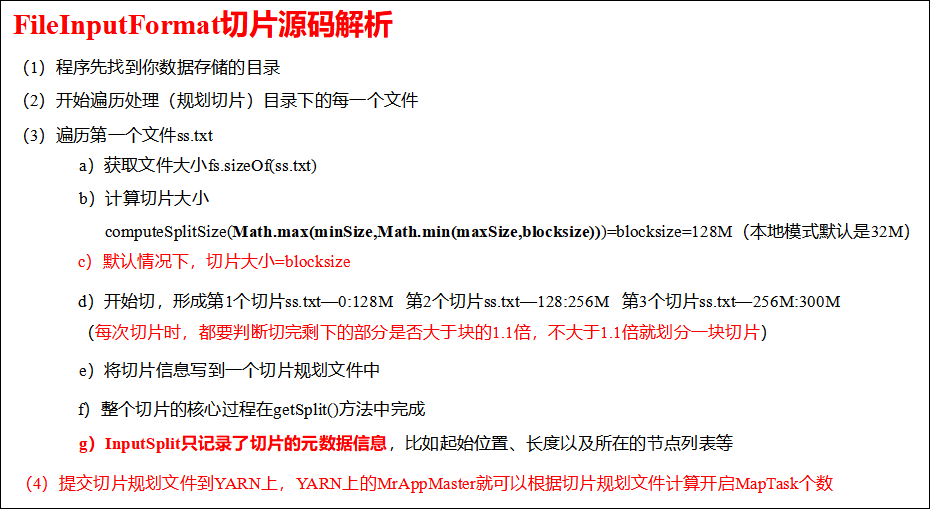 FileInputFormat切片源码解析
（1）程序先找到你数据存储的目录
（2）开始遍历处理（规划切片）目录下的每一个文件
（3）遍历第一个文件ss.txt
a）获取文件大小fs.sizeOf(ss.txt)
b）计算切片大小
computeSplitSize(Math.max(minSize,Math.min(maxSize,blocksize)))=blocksize=128M（本地模式默认是32M）
c）默认情况下，切片大小=blocksize
d）开始切，形成第1个切片ss.txt—0:128M 第2个切片ss.txt—128:256M 第3个切片ss.txt—256M:300M
（每次切片时，都要判断切完剩下的部分是否大于块的1.1倍，不大于1.1倍就划分一块切片）
e）将切片信息写到一个切片规划文件中
f）整个切片的核心过程在getSplit()方法中完成
g）InputSplit只记录了切片的元数据信息，比如起始位置、长度以及所在的节点列表等
（4）提交切片规划文件到YARN上，YARN上的MrAppMaster就可以根据切片规划文件计算开启MapTask个数